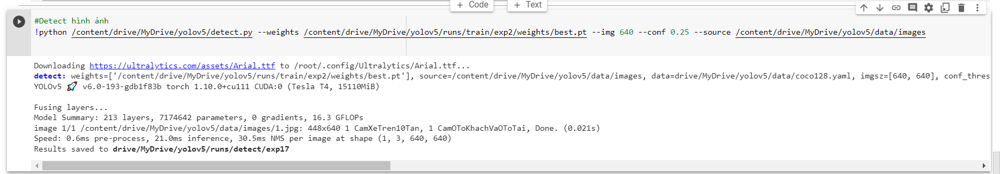 + Code + Text
#Detect hình ảnh
!python /content/drive/MyDrive/yolov5/detect.py --weights /content/drive/MyDrive/yolov5/runs/train/exp2/weights/best.pt --img 640 --conf 0.25 --source /content/drive/MyDrive/yolov5/data/images
Downloading https://ultralytics.com/assets/Arial.ttf to /root/.config/Ultralytics/Arial.ttf...
detect: weights=['/content/drive/MyDrive/yolov5/runs/train/exp2/weights/best.pt'], source=/content/drive/MyDrive/yolov5/data/images, data=drive/MyDrive/yolov5/data/coco128.yaml, imgsz=[640, 640], conf_thres
YOLOv5 🚀 v6.0-193-gdb1f83b torch 1.10.0+cu111 CUDA:0 (Tesla T4, 15110MiB)
Fusing layers...
Model Summary: 213 layers, 7174642 parameters, 0 gradients, 16.3 GFLOPs
image 1/1 /content/drive/MyDrive/yolov5/data/images/1.jpg: 448x640 1 CamXeTren10Tan, 1 CamOToKhachVaOToTai, Done. (0.021s)
Speed: 0.6ms pre-process, 21.0ms inference, 30.5ms NMS per image at shape (1, 3, 640, 640)
Results saved to drive/MyDrive/yolov5/runs/detect/exp17